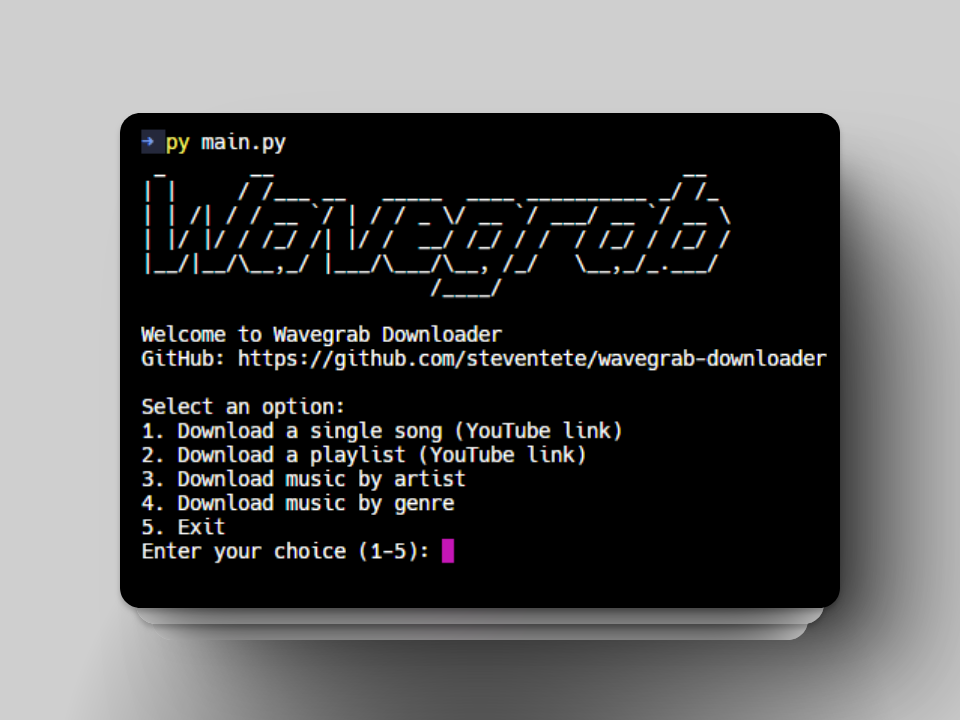 → py main.py
Wavegrab
Welcome to Wavegrab Downloader
GitHub: https://github.com/steventete/wavegrab-downloader
Select an option:
1. Download a single song (YouTube link)
2. Download a playlist (YouTube link)
3. Download music by artist
4. Download music by genre
5. Exit
Enter your choice (1-5):